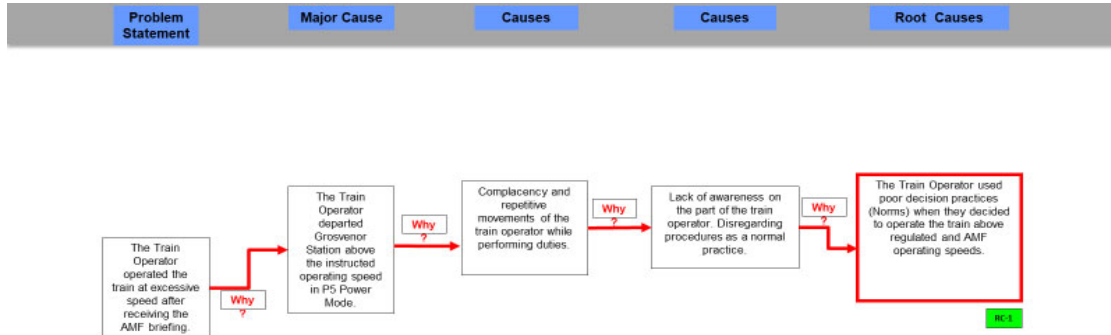 Problem
Statement
Major Cause
Causes
Causes
Root Causes
The Train
Operator
operated the
train at excessive
speed after
receiving the
AMF briefing.
Why
?
The Train
Operator
departed
Grosvenor
Station above
the instructed
operating speed
in P5 Power
Mode.
Why
?
Complacency and
repetitive
movements of the
train operator while
performing duties.
Why
?
Lack of awareness on
the part of the train
operator. Disregarding
procedures as a normal
practice.
Why
?
The Train Operator used
poor decision practices
(Norms) when they decided
to operate the train above
regulated and AMF
operating speeds.
RC-1